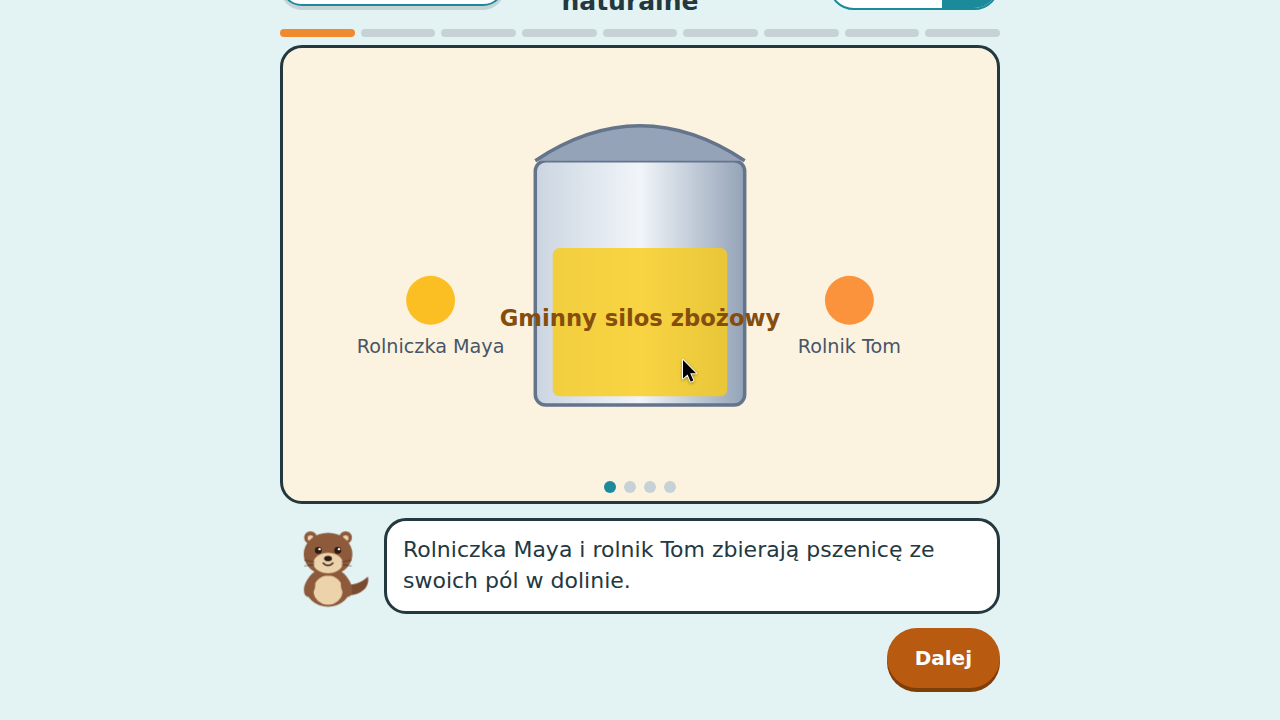 naturalne
Gminny silos zbożowy
Rolniczka Maya
Rolnik Tom
Rolniczka Maya i rolnik Tom zbierają pszenicę ze
swoich pól w dolinie.
Dalej